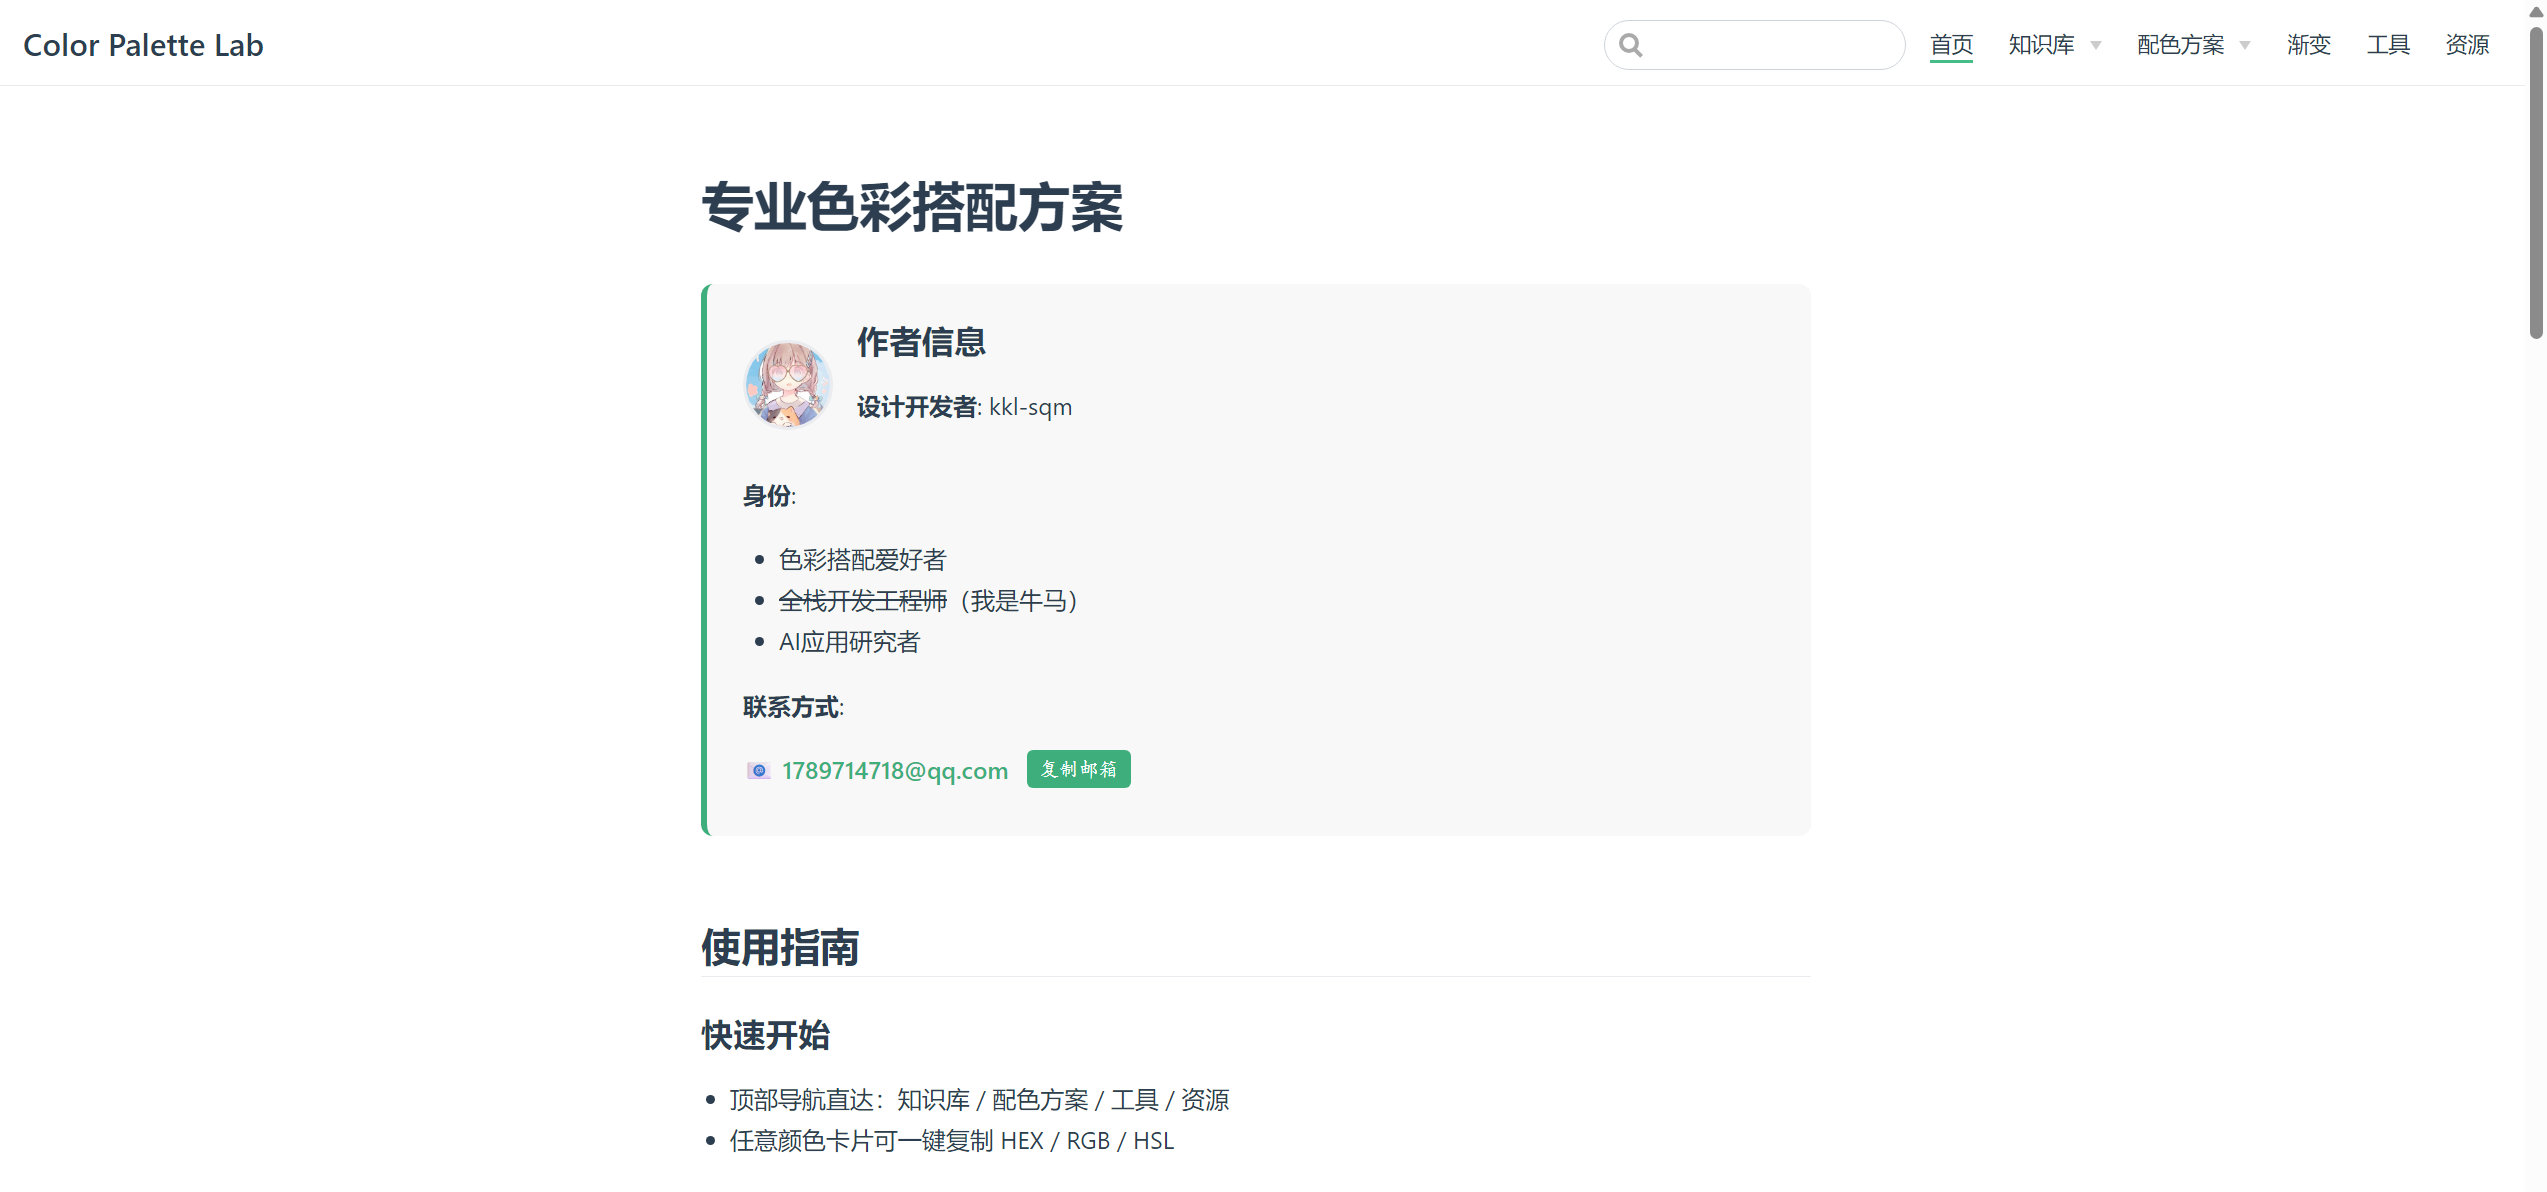 Color Palette Lab
首页 知识库 配色方案 渐变 工具 资源
专业色彩搭配方案
作者信息
设计开发者: kkl-sqm
身份:
色彩搭配爱好者
全栈开发工程师（我是牛马）
AI应用研究者
联系方式:
1789714718@qq.com 复制邮箱
使用指南
快速开始
顶部导航直达：知识库 / 配色方案 / 工具 / 资源
任意颜色卡片可一键复制 HEX / RGB / HSL